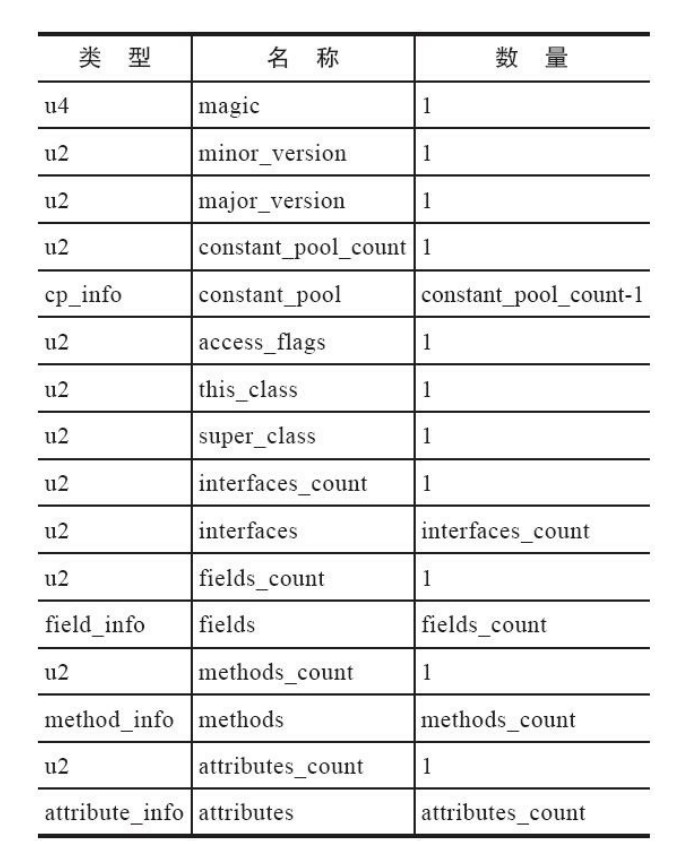 类 型 名 称 数 量
u4 magic 1
u2 minor_version 1
u2 major_version 1
u2 constant_pool_count 1
cp_info constant_pool constant_pool_count-1
u2 access_flags 1
u2 this_class 1
u2 super_class 1
u2 interfaces_count 1
u2 interfaces interfaces_count
u2 fields_count 1
field_info fields fields_count
u2 methods_count 1
method_info methods methods_count
u2 attributes_count 1
attribute_info attributes attributes_count